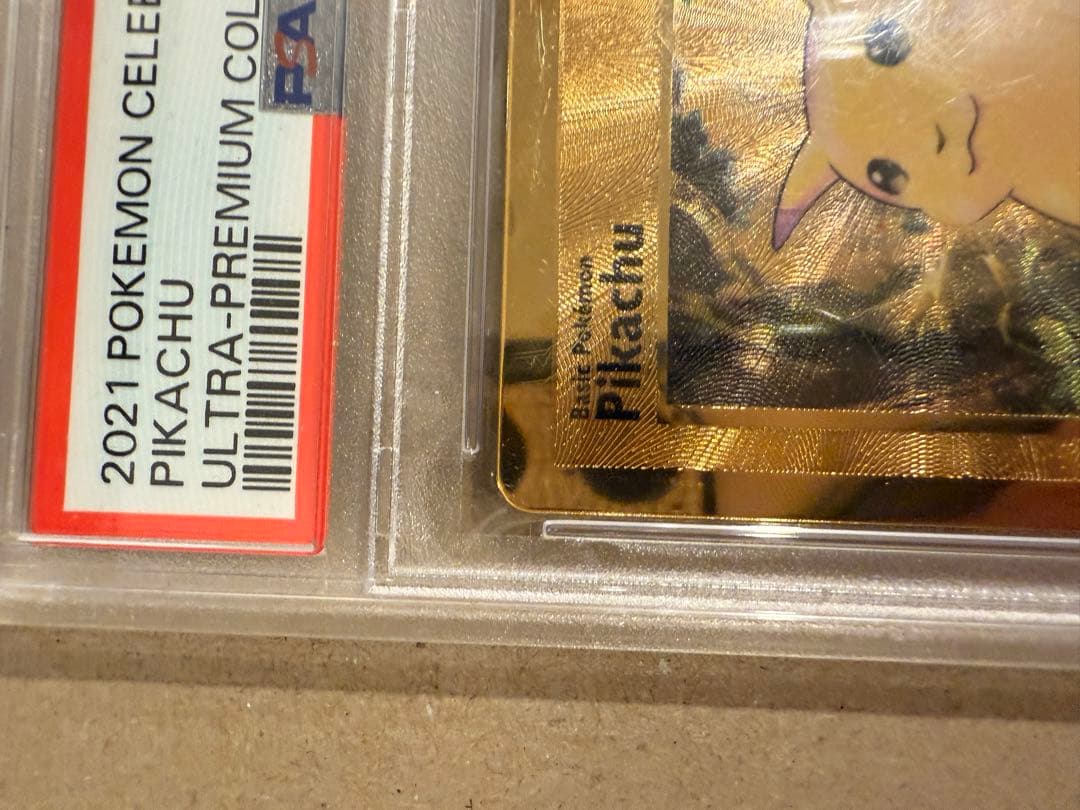 2021 POKEMON CELEB
PIKACHU
ULTRA-PREMIUM COL
PSA
Basic Pokémon
Pikachu